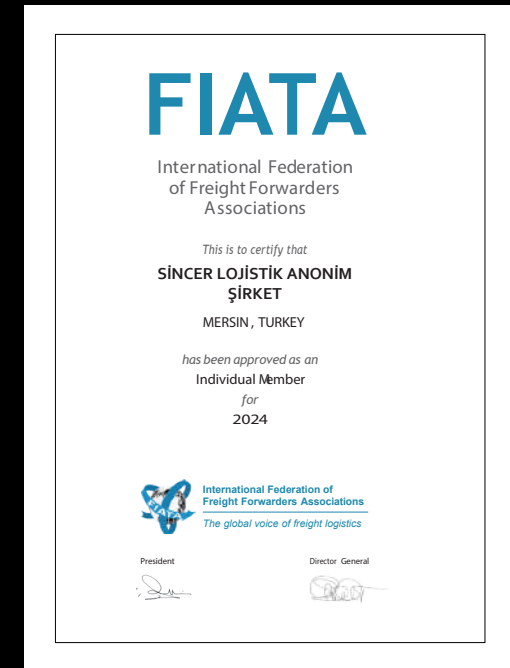 FIATA
International Federation
of Freight Forwarders
Associations
This is to certify that
SİNCER LOJİSTİK ANONİM
ŞİRKET
MERSIN, TURKEY
has been approved as an
Individual Member
for
2024
International Federation of
Freight Forwarders Associations
The global voice of freight logistics
FIATA
President
Director General